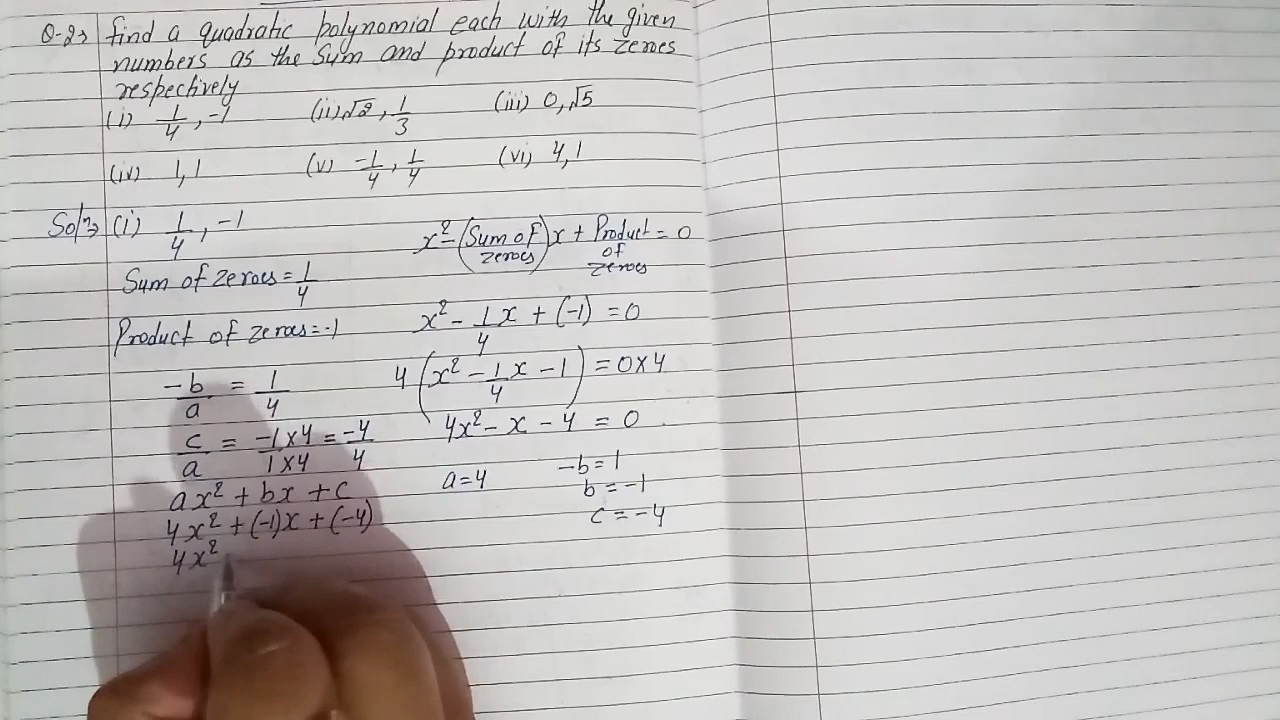 Q-2→ find a quadratic polynomial each with the given
numbers as the Sum and product of its zeroes
respectively
(i) 1/4, -1 (ii) √2, 1/3 (iii) 0, √5
(iv) 1, 1 (v) -1/4, 1/4 (vi) 4, 1
Soln→ (i) 1/4, -1
Sum of zeroes = 1/4
Product of zeroes = -1
-b/a = 1/4
c/a = -1×4/1×4 = -4/4
ax² + bx + c
4x² + (-1)x + (-4)
4x²
x² - (Sum of zeroes)x + Product of zeroes = 0
x² - 1/4 x + (-1) = 0
4(x² - 1/4 x - 1) = 0×4
4x² - x - 4 = 0
a = 4 -b = 1
b = -1
c = -4